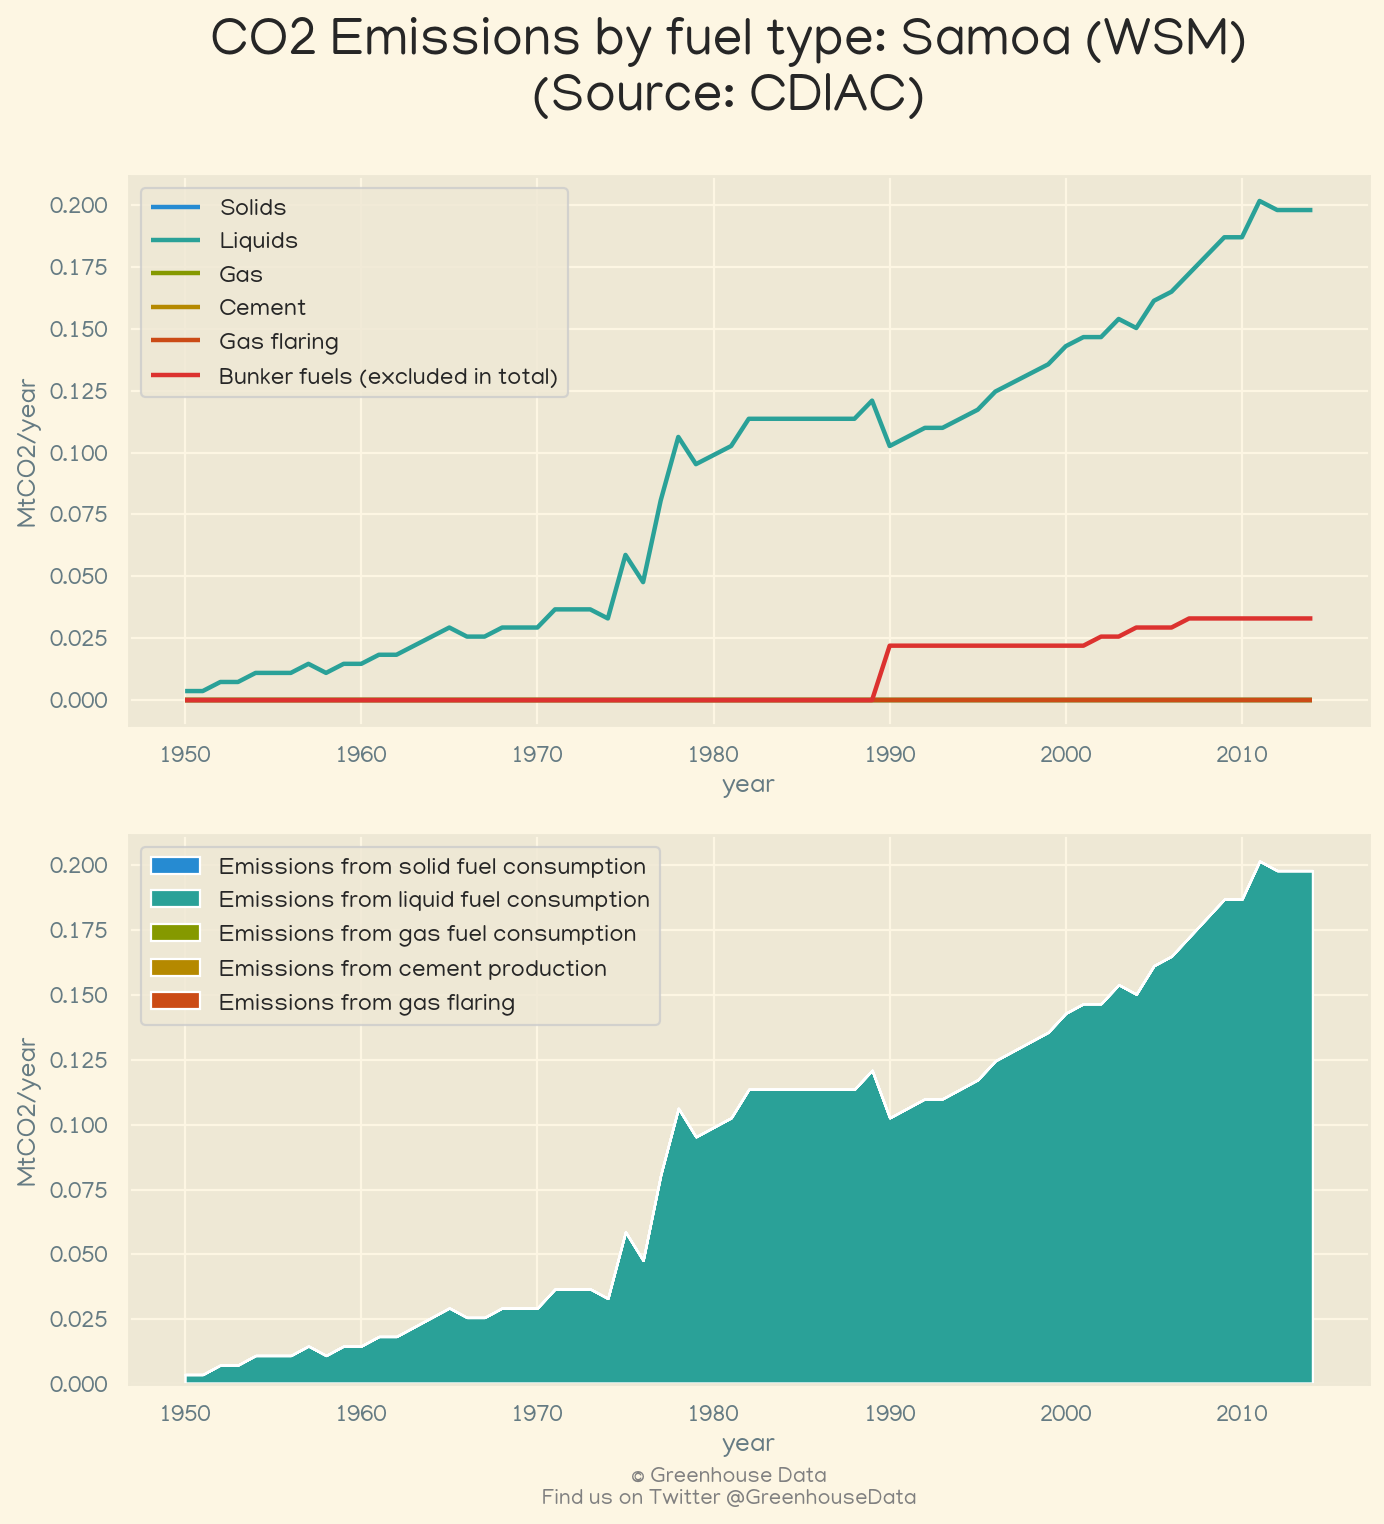 CO2 Emissions by fuel type: Samoa (WSM)
(Source: CDIAC)
Solids
Liquids
Gas
Cement
Gas flaring
Bunker fuels (excluded in total)
0.200
0.175
0.150
0.125
0.100
0.075
0.050
0.025
0.000
MtCO2/year
1950 1960 1970 1980 1990 2000 2010
year
Emissions from solid fuel consumption
Emissions from liquid fuel consumption
Emissions from gas fuel consumption
Emissions from cement production
Emissions from gas flaring
0.200
0.175
0.150
0.125
0.100
0.075
0.050
0.025
0.000
MtCO2/year
1950 1960 1970 1980 1990 2000 2010
year
© Greenhouse Data
Find us on Twitter @GreenhouseData